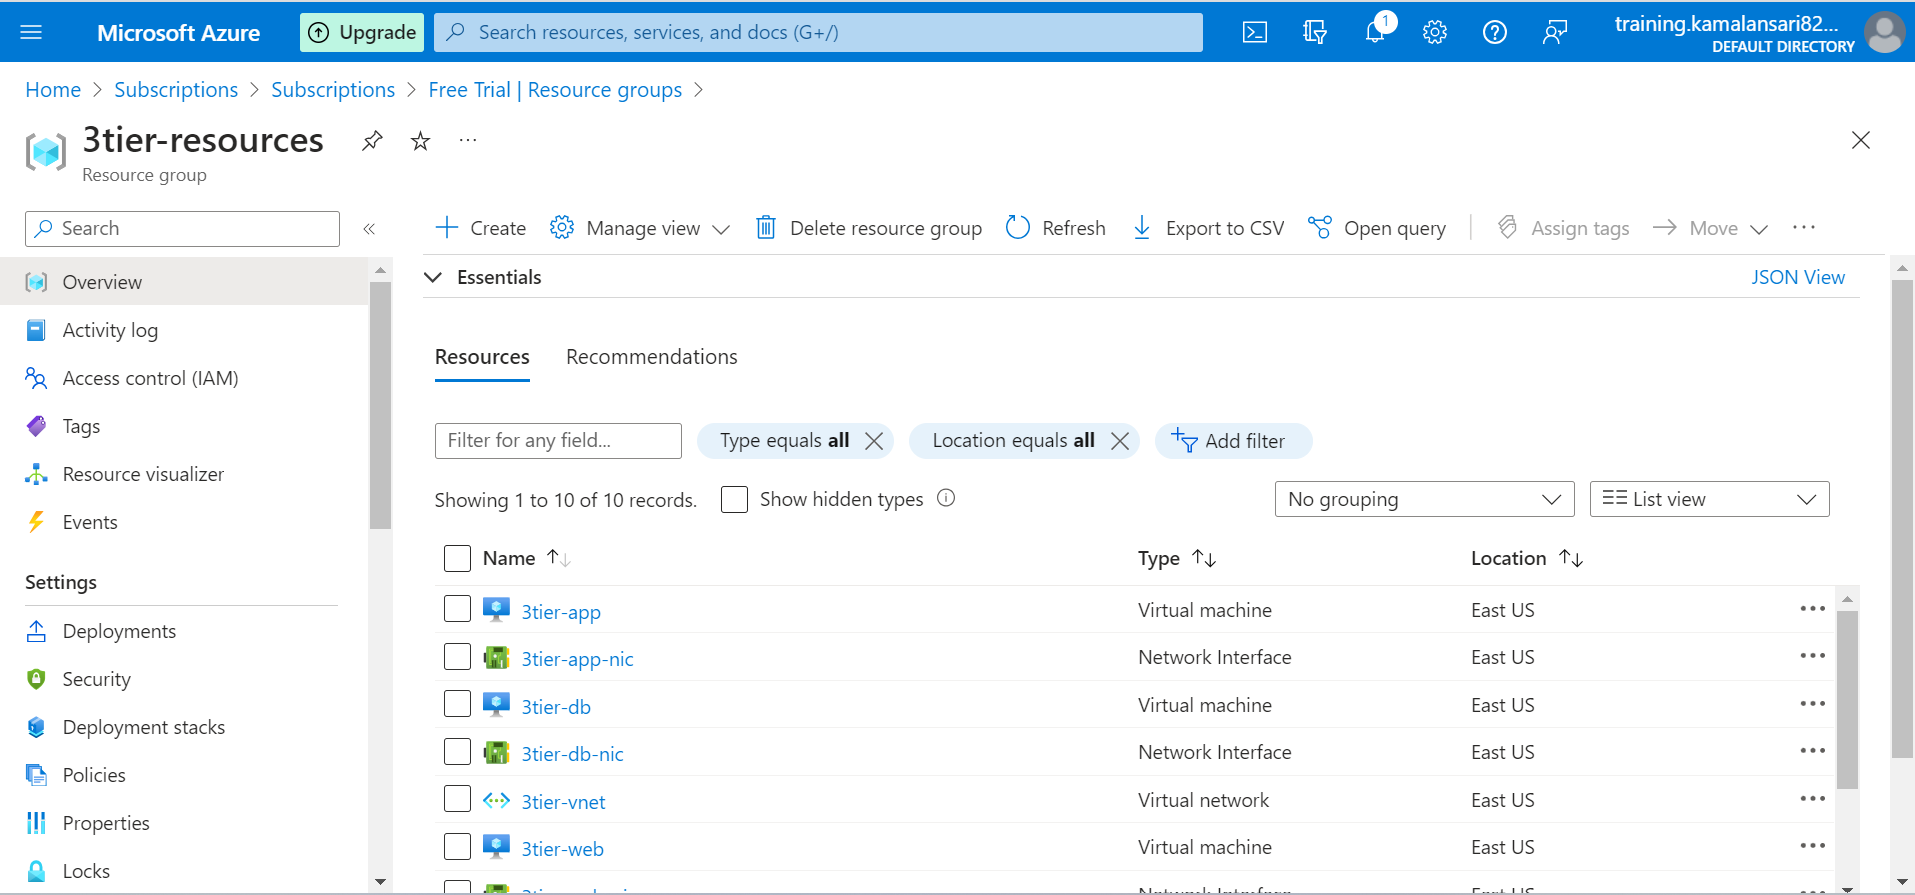 Microsoft Azure Upgrade Search resources, services, and docs (G+/) 1 training.kamalansari82...
DEFAULT DIRECTORY
Home > Subscriptions > Subscriptions > Free Trial | Resource groups >
3tier-resources ...
Resource group
Search «
Create Manage view Delete resource group Refresh Export to CSV Open query Assign tags Move ...
Overview
Activity log
Access control (IAM)
Tags
Resource visualizer
Events
Settings
Deployments
Security
Deployment stacks
Policies
Properties
Locks
Essentials JSON View
Resources Recommendations
Filter for any field... Type equals all Location equals all Add filter
Showing 1 to 10 of 10 records. Show hidden types No grouping List view
Name Type Location
3tier-app Virtual machine East US
3tier-app-nic Network Interface East US
3tier-db Virtual machine East US
3tier-db-nic Network Interface East US
3tier-vnet Virtual network East US
3tier-web Virtual machine East US